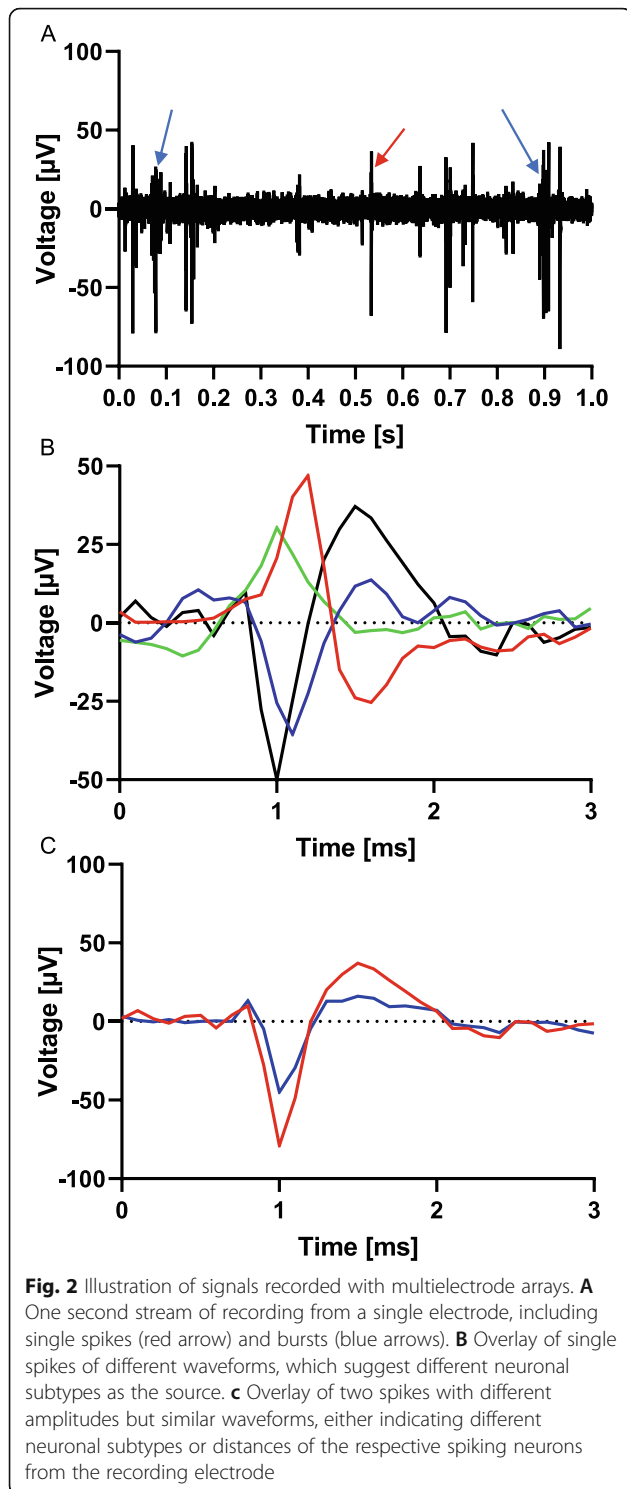 A
100
50
0
-50
-100
Voltage [µV]
0.0 0.1 0.2 0.3 0.4 0.5 0.6 0.7 0.8 0.9 1.0
Time [s]
B
50
25
0
-25
-50
Voltage [µV]
0 1 2 3
Time [ms]
C
100
50
0
-50
-100
Voltage [µV]
0 1 2 3
Time [ms]
Fig. 2 Illustration of signals recorded with multielectrode arrays. A
One second stream of recording from a single electrode, including
single spikes (red arrow) and bursts (blue arrows). B Overlay of single
spikes of different waveforms, which suggest different neuronal
subtypes as the source. c Overlay of two spikes with different
amplitudes but similar waveforms, either indicating different
neuronal subtypes or distances of the respective spiking neurons
from the recording electrode